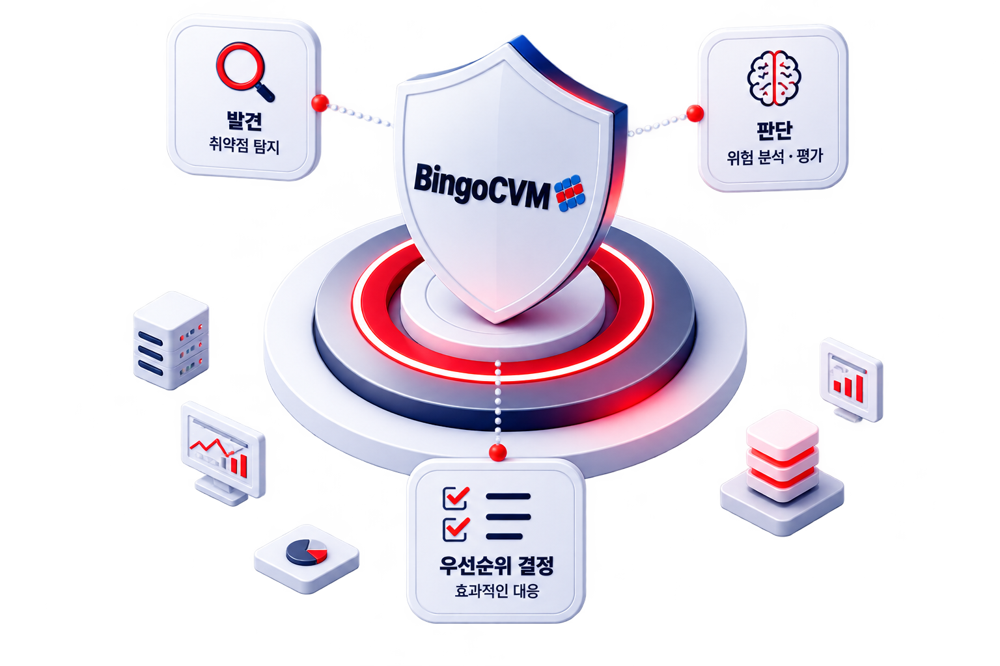 발견
취약점 탐지
판단
위험 분석 · 평가
BingoCVM
우선순위 결정
효과적인 대응